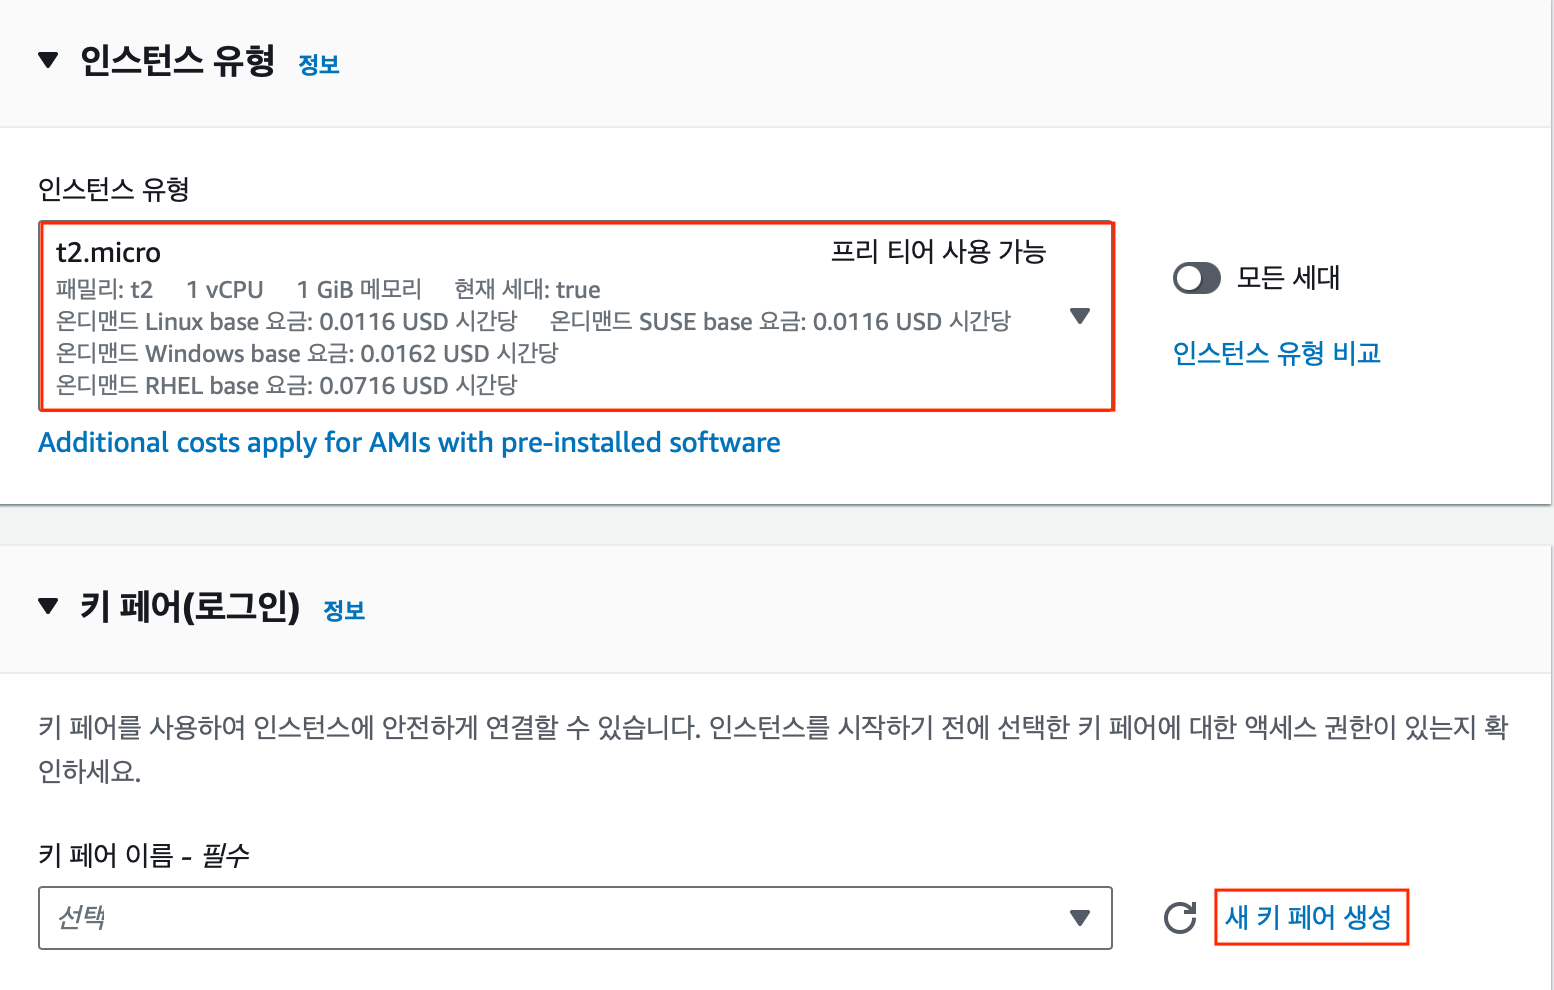 인스턴스 유형 정보
인스턴스 유형
t2.micro 프리 티어 사용 가능
패밀리: t2 1 vCPU 1 GiB 메모리 현재 세대: true
온디맨드 Linux base 요금: 0.0116 USD 시간당 온디맨드 SUSE base 요금: 0.0116 USD 시간당
온디맨드 Windows base 요금: 0.0162 USD 시간당
온디맨드 RHEL base 요금: 0.0716 USD 시간당
모든 세대
인스턴스 유형 비교
Additional costs apply for AMIs with pre-installed software
키 페어(로그인) 정보
키 페어를 사용하여 인스턴스에 안전하게 연결할 수 있습니다. 인스턴스를 시작하기 전에 선택한 키 페어에 대한 액세스 권한이 있는지 확
인하세요.
키 페어 이름 - 필수
선택
새 키 페어 생성